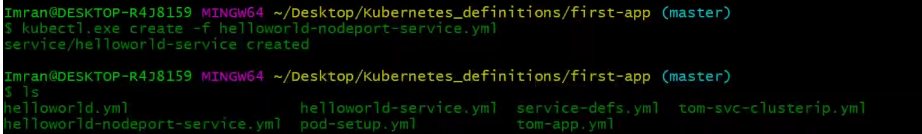 Imran@DESKTOP-R4J8159 MINGW64 ~/Desktop/Kubernetes_definitions/first-app (master)
$ kubectl.exe create -f helloworld-nodeport-service.yml
service/helloworld-service created
Imran@DESKTOP-R4J8159 MINGW64 ~/Desktop/Kubernetes_definitions/first-app (master)
$ ls
helloworld.yml helloworld-service.yml service-defs.yml tom-svc-clusterip.yml
helloworld-nodeport-service.yml pod-setup.yml tom-app.yml